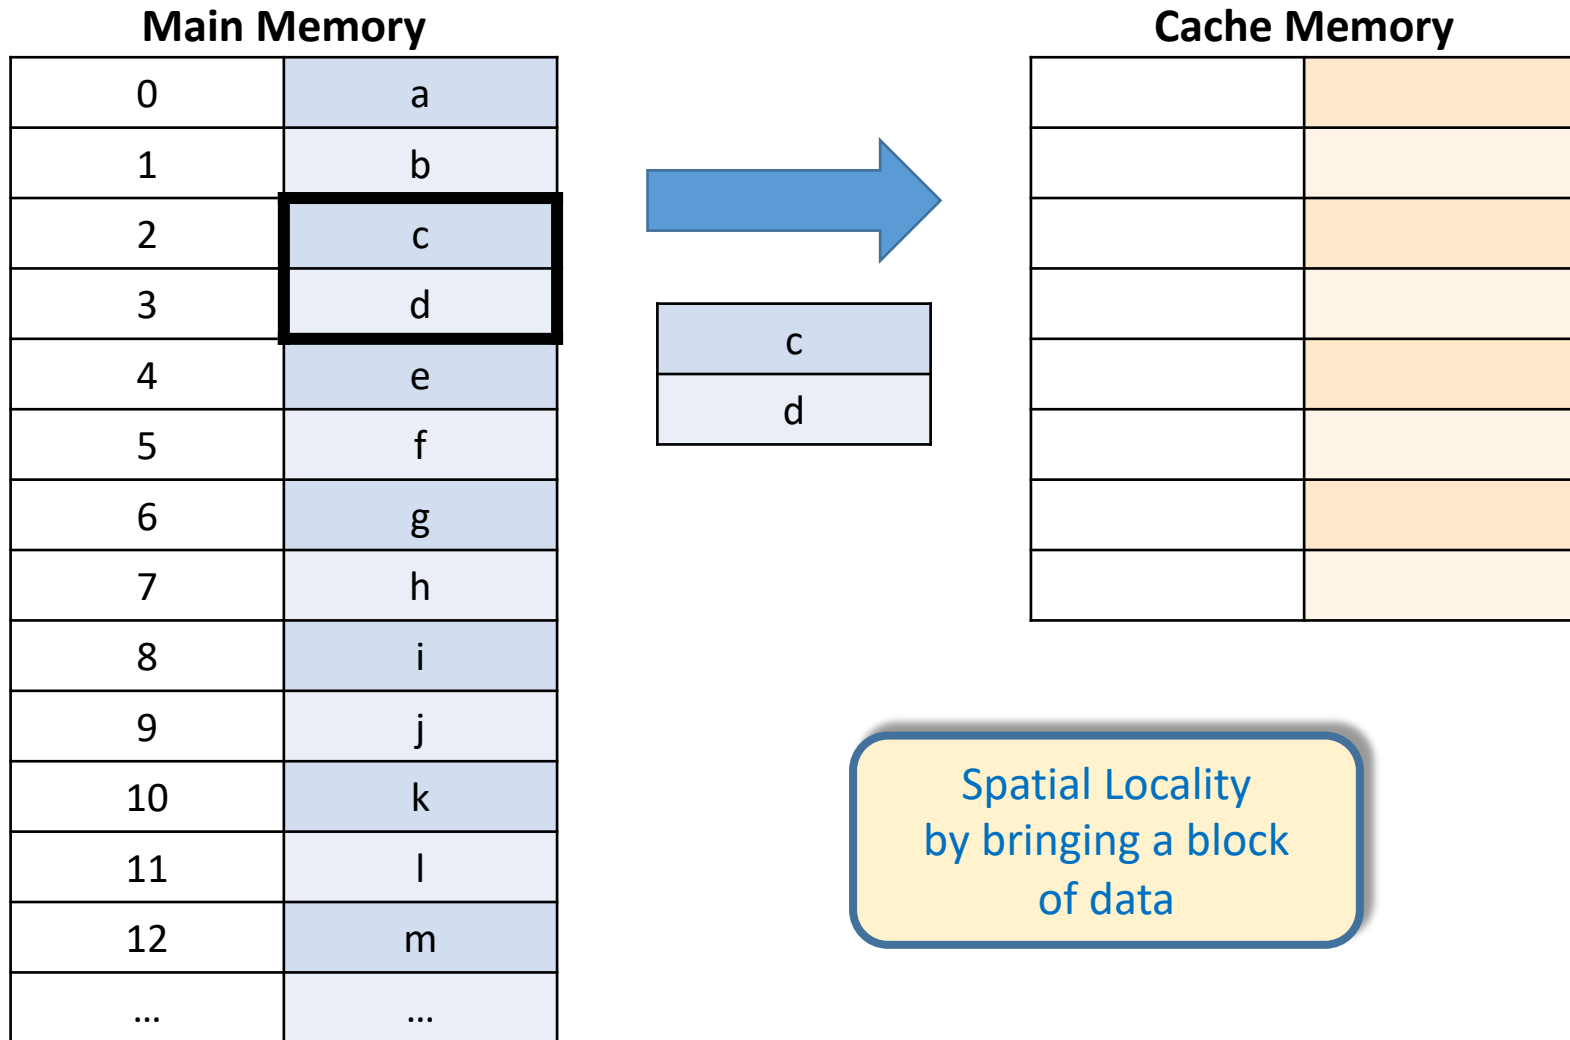 Main Memory
Cache Memory
0 a
1 b
2 c
3 d
4 e
5 f
6 g
7 h
8 i
9 j
10 k
11 l
12 m
... ...
c
d
Spatial Locality
by bringing a block
of data